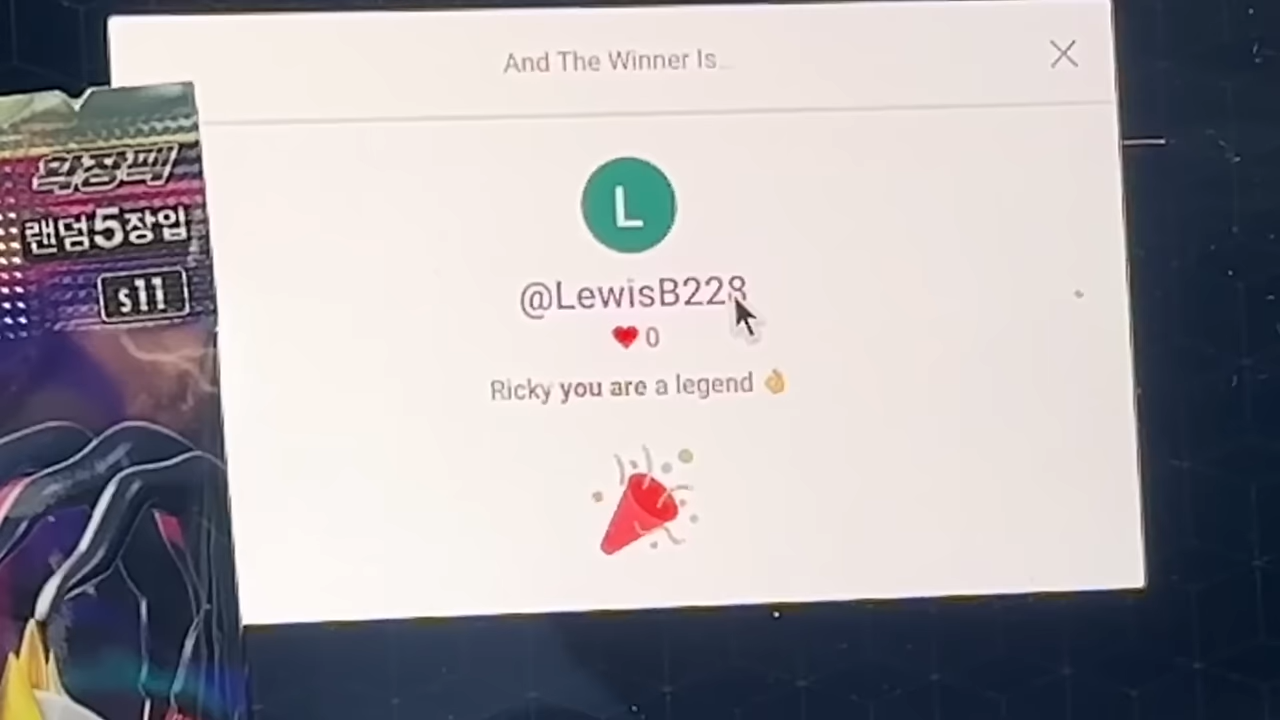 And The Winner Is...
확장팩
랜덤5장입
s11
L
@LewisB228
0
Ricky you are a legend